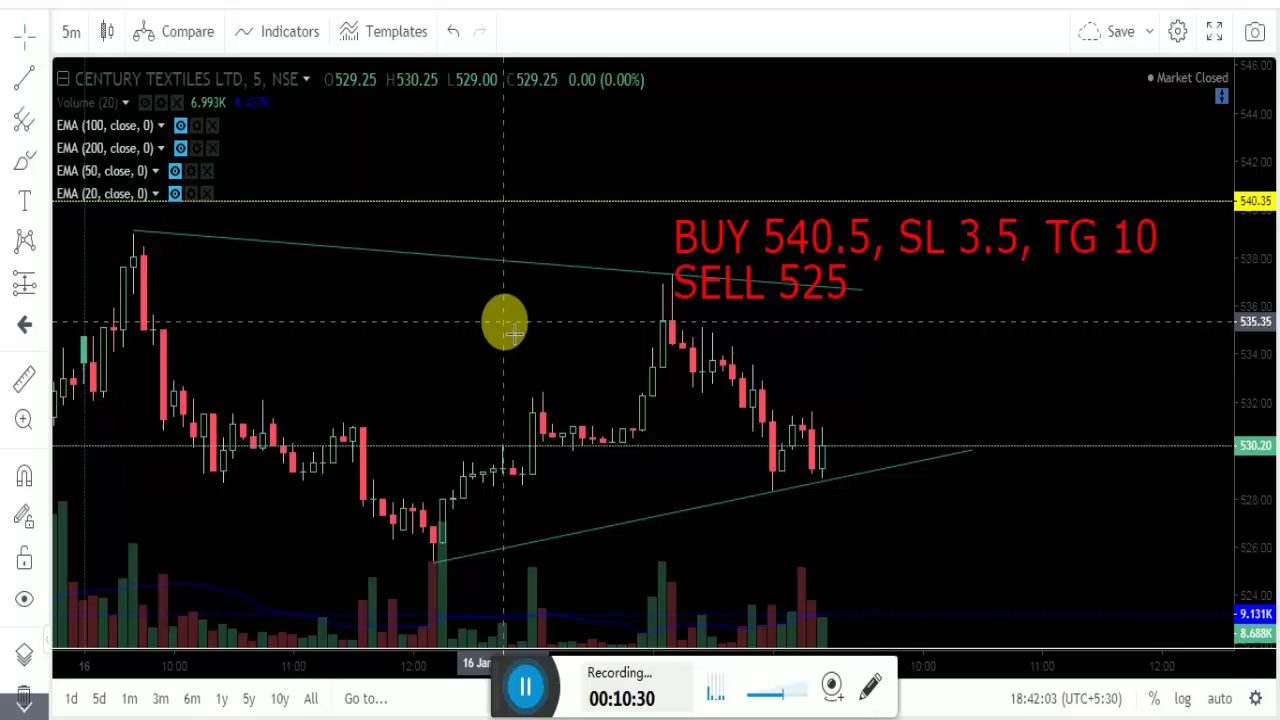 5m Compare Indicators Templates Save
CENTURY TEXTILES LTD, 5, NSE O529.25 H530.25 L529.00 C529.25 0.00 (0.00%)
Market Closed
Volume (20) 6.993K
EMA (100, close, 0)
EMA (200, close, 0)
EMA (50, close, 0)
EMA (20, close, 0)
BUY 540.5, SL 3.5, TG 10
SELL 525
546.00
544.00
542.00
540.35
538.00
536.00
535.35
534.00
532.00
530.20
528.00
526.00
524.00
9.131K
8.688K
16 10:00 11:00 12:00 16 Jan 10:00 11:00 12:00
Recording...
00:10:30
1d 5d 1m 3m 6m 1y 5y 10y All Go to... 18:42:03 (UTC+5:30) % log auto